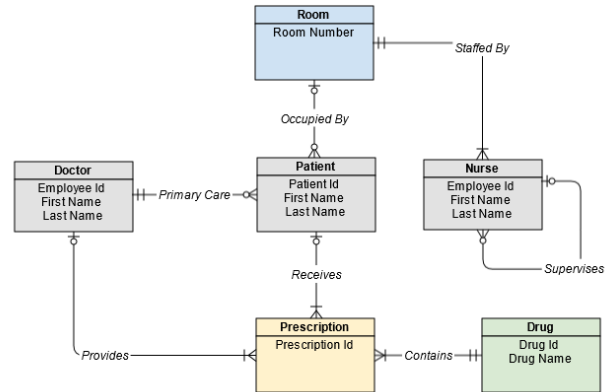 Room
Room Number
Staffed By
Occupied By
Doctor
Employee Id
First Name
Last Name
Primary Care
Patient
Patient Id
First Name
Last Name
Nurse
Employee Id
First Name
Last Name
Supervises
Receives
Provides
Prescription
Prescription Id
Contains
Drug
Drug Id
Drug Name